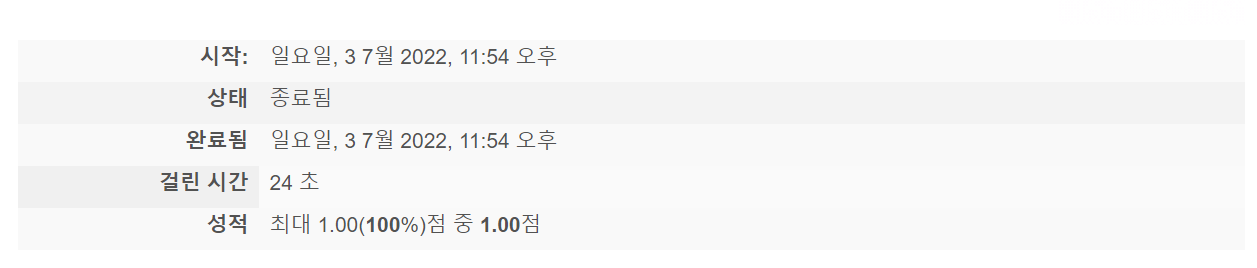 시작: 일요일, 3 7월 2022, 11:54 오후
상태 종료됨
완료됨 일요일, 3 7월 2022, 11:54 오후
걸린 시간 24 초
성적 최대 1.00(100%)점 중 1.00점